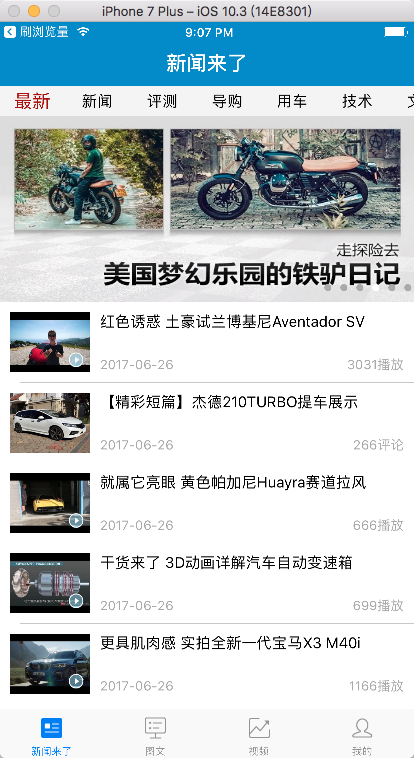 iPhone 7 Plus – iOS 10.3 (14E8301)
刷浏览量 9:07 PM
新闻来了
最新 新闻 评测 导购 用车 技术
走探险去
美国梦幻乐园的铁驴日记
红色诱惑 土豪试兰博基尼Aventador SV
2017-06-26 3031播放
【精彩短篇】杰德210TURBO提车展示
2017-06-26 266评论
就属它亮眼 黄色帕加尼Huayra赛道拉风
2017-06-26 666播放
干货来了 3D动画详解汽车自动变速箱
2017-06-26 699播放
更具肌肉感 实拍全新一代宝马X3 M40i
2017-06-26 1166播放
新闻来了 图文 视频 我的